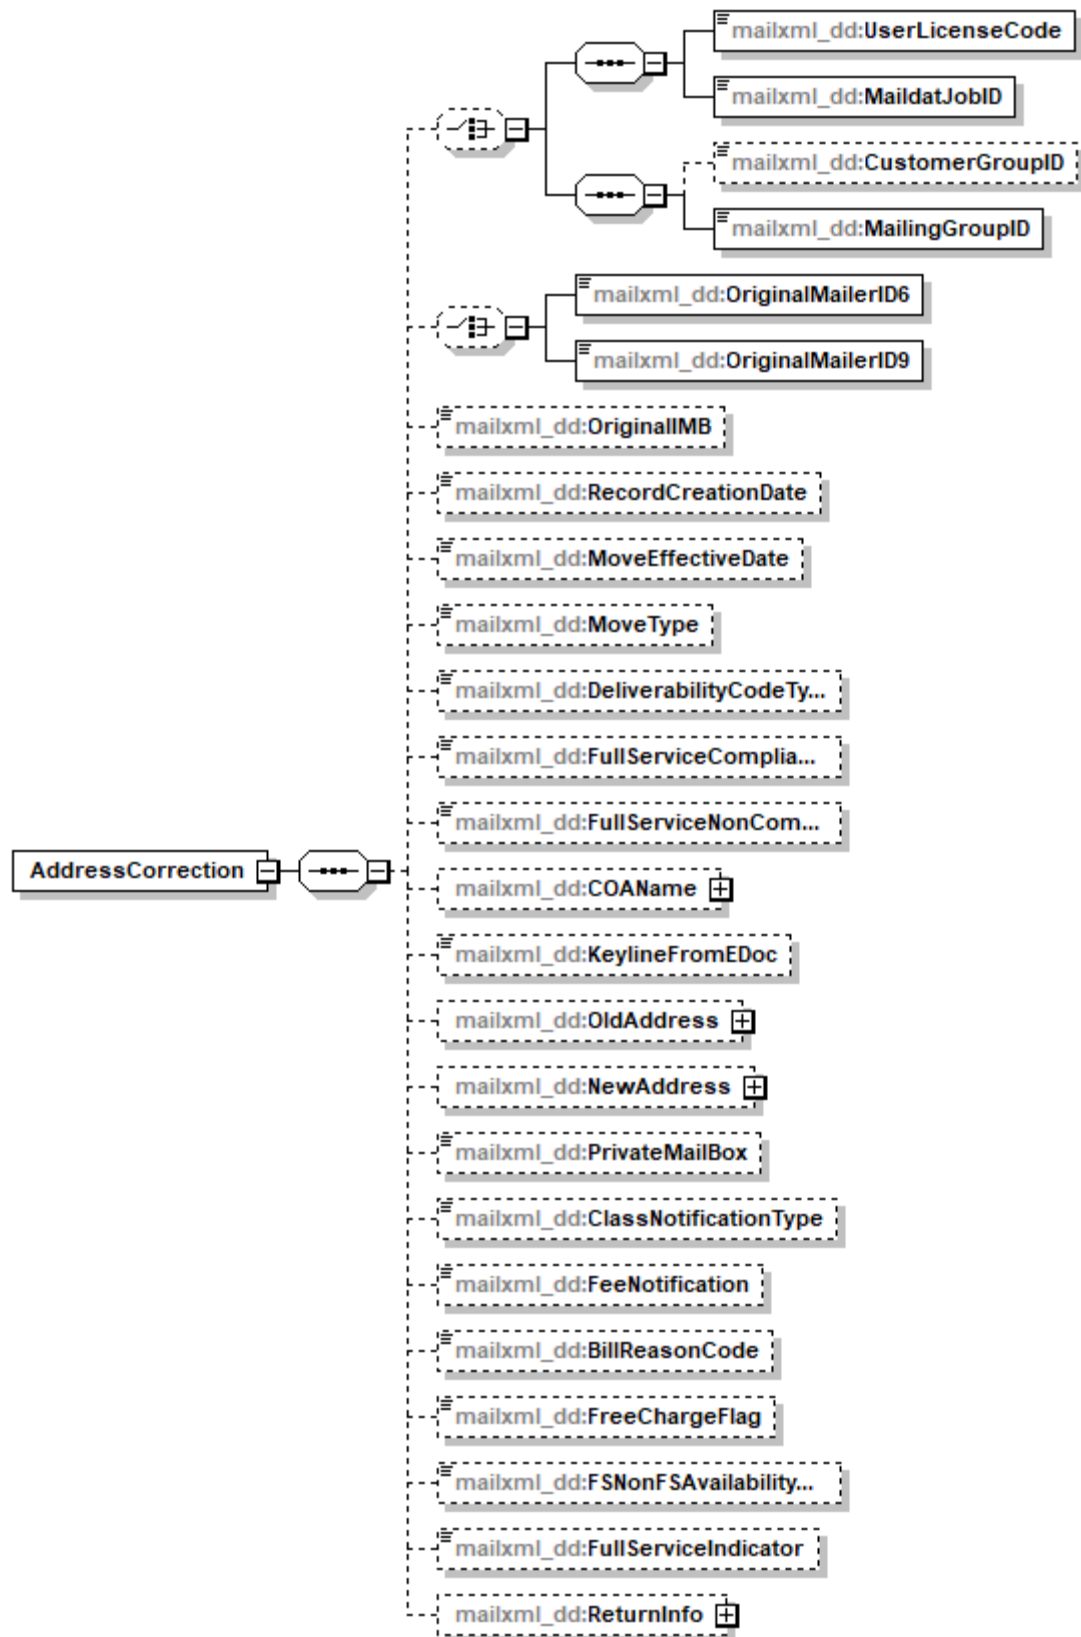 mailxml_dd:UserLicenseCode
mailxml_dd:MaildatJobID
mailxml_dd:CustomerGroupID
mailxml_dd:MailingGroupID
mailxml_dd:OriginalMailerID6
mailxml_dd:OriginalMailerID9
mailxml_dd:OriginalIMB
mailxml_dd:RecordCreationDate
mailxml_dd:MoveEffectiveDate
mailxml_dd:MoveType
mailxml_dd:DeliverabilityCodeTy...
mailxml_dd:FullServiceComplia...
mailxml_dd:FullServiceNonCom...
AddressCorrection
mailxml_dd:COAName
mailxml_dd:KeylineFromEDoc
mailxml_dd:OldAddress
mailxml_dd:NewAddress
mailxml_dd:PrivateMailBox
mailxml_dd:ClassNotificationType
mailxml_dd:FeeNotification
mailxml_dd:BillReasonCode
mailxml_dd:FreeChargeFlag
mailxml_dd:FSNonFSAvailability...
mailxml_dd:FullServiceIndicator
mailxml_dd:ReturnInfo